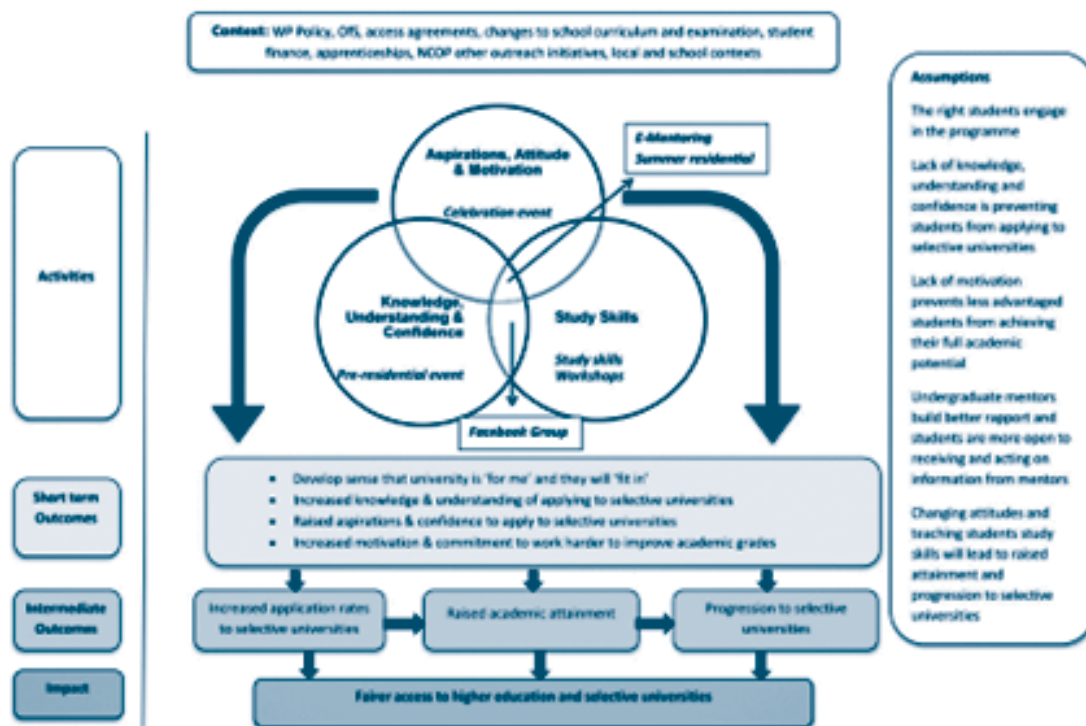 Context: WP Policy, OfS, access agreements, changes to school curriculum and examination, student
finance, apprenticeships, NCOP other outreach initiatives, local and school contexts
Activities
Aspirations, Attitude
& Motivation
Celebration event
E-Mentoring
Summer residential
Knowledge,
Understanding &
Confidence
Pre-residential event
Study Skills
Study skills
Workshops
Facebook Group
Short term
Outcomes
Develop sense that university is 'for me' and they will 'fit in'
Increased knowledge & understanding of applying to selective universities
Raised aspirations & confidence to apply to selective universities
Increased motivation & commitment to work harder to improve academic grades
Intermediate
Outcomes
Increased application rates
to selective universities
Raised academic attainment
Progression to selective
universities
Impact
Fairer access to higher education and selective universities
Assumptions
The right students engage
in the programme
Lack of knowledge,
understanding and
confidence is preventing
students from applying to
selective universities
Lack of motivation
prevents less advantaged
students from achieving
their full academic
potential
Undergraduate mentors
build better rapport and
students are more open to
receiving and acting on
information from mentors
Changing attitudes and
teaching students study
skills will lead to raised
attainment and
progression to selective
universities